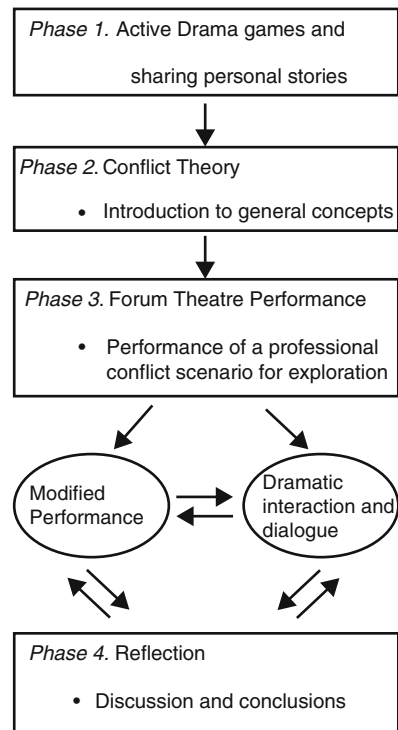 Phase 1. Active Drama games and
sharing personal stories
Phase 2. Conflict Theory
• Introduction to general concepts
Phase 3. Forum Theatre Performance
• Performance of a professional
conflict scenario for exploration
Modified
Performance
Dramatic
interaction and
dialogue
Phase 4. Reflection
• Discussion and conclusions